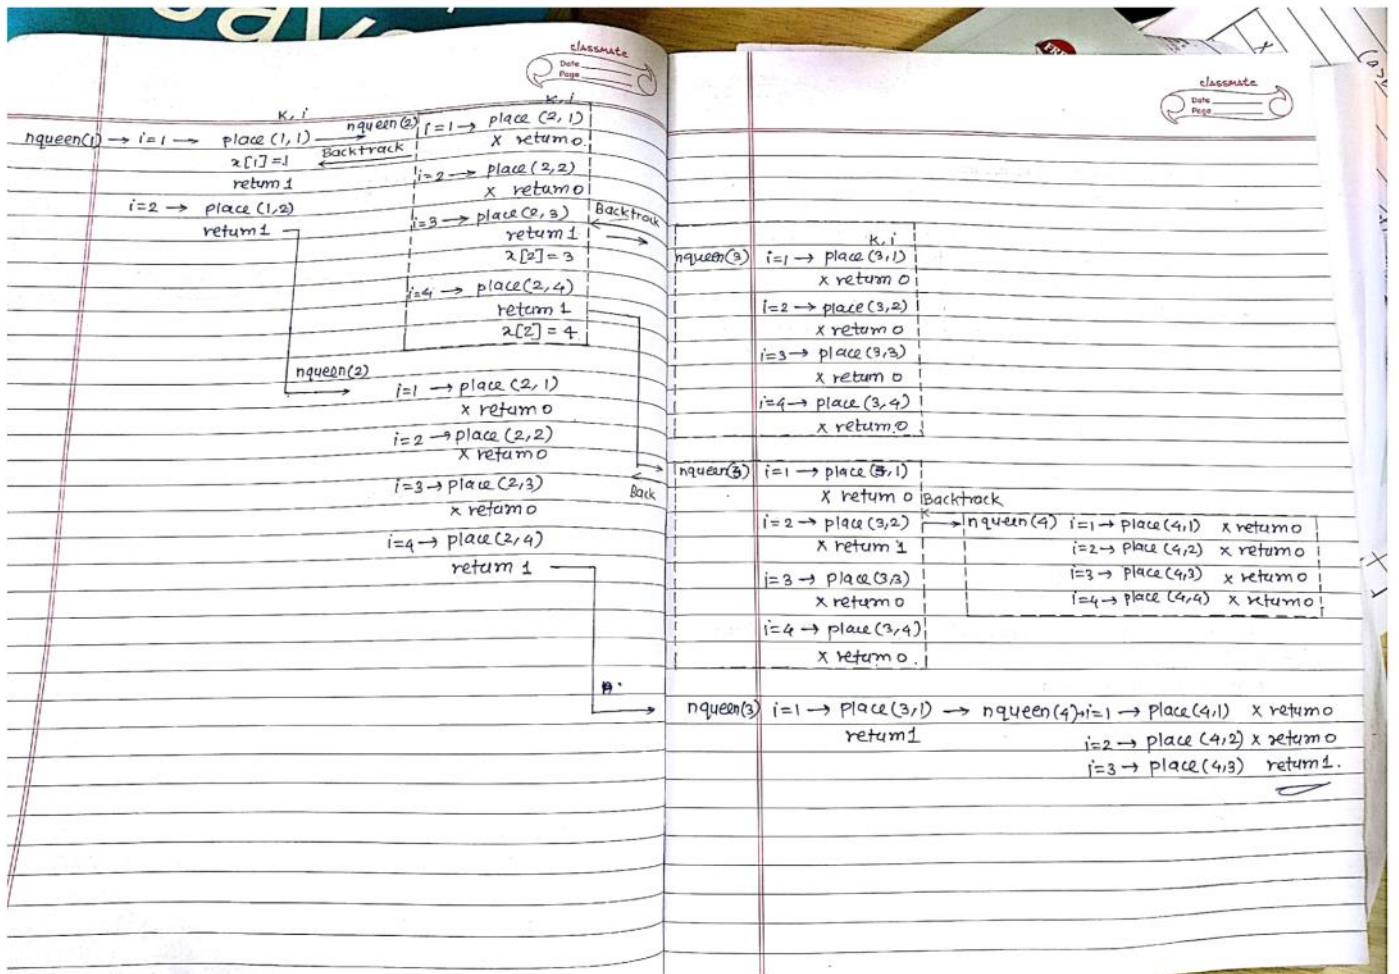 classmate
Date
Page
k, i
k, i
nqueen(1) → i=1 → place (1,1) nqueen(2) i=1 → place (2,1)
x[1]=1 Backtrack x return 0.
return 1 i=2 → place (2,2)
x return 0
i=2 → place (1,2) i=3 → place (2,3) Backtrack
return 1 return 1 →
x[2]=3
i=4 → place(2,4)
return 1
x[2] = 4
nqueen(2)
i=1 → place (2,1)
x return 0
i=2 → place (2,2)
x return 0
i=3 → place (2,3)
x return 0
i=4 → place (2,4)
return 1
Back
classmate
Date
Page
k, i
nqueen(3) i=1 → place (3,1)
x return 0
i=2 → place (3,2)
x return 0
i=3 → place (3,3)
x return 0
i=4 → place (3,4)
x return 0
nqueen(3) i=1 → place (3,1)
x return 0 Backtrack
i=2 → place (3,2) → nqueen(4) i=1 → place(4,1) x return 0
x return 1 i=2 → place (4,2) x return 0
i=3 → place (3,3) i=3 → place (4,3) x return 0
x return 0 i=4 → place (4,4) x return 0
i=4 → place (3,4)
x return 0.
nqueen(3) i=1 → place (3,1) → nqueen(4) → i=1 → place(4,1) x return 0
return 1 i=2 → place (4,2) x return 0
i=3 → place (4,3) return 1.